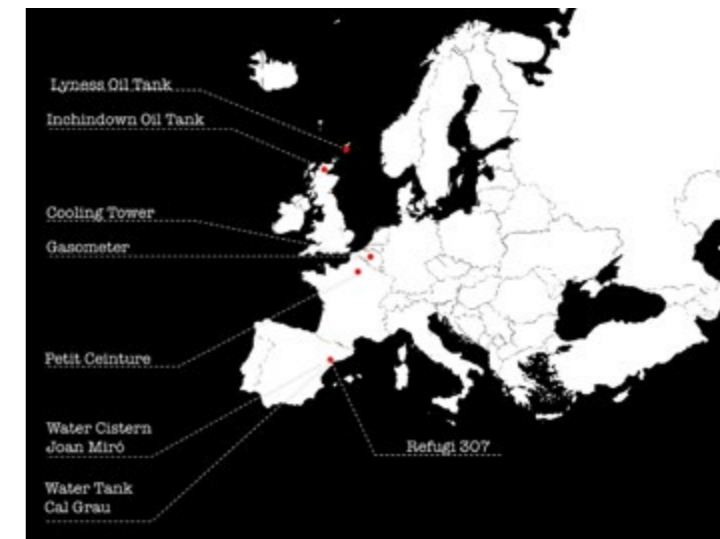 Lyness Oil Tank
Inchindown Oil Tank
Cooling Tower
Gasometer
Petit Ceinture
Water Cistern
Joan Miró
Refugi 307
Water Tank
Cal Grau